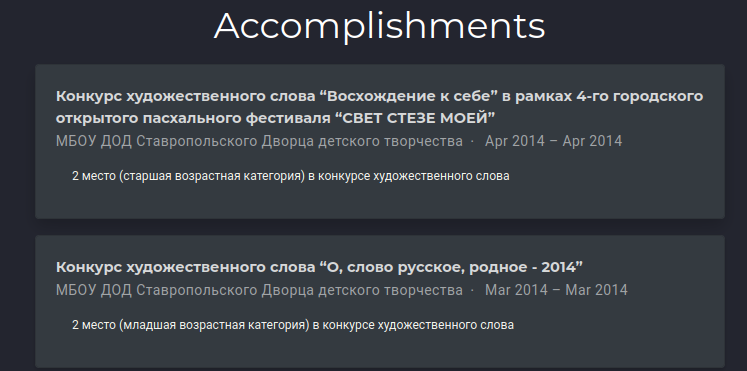 Accomplishments
Конкурс художественного слова “Восхождение к себе” в рамках 4-го городского
открытого пасхального фестиваля “СВЕТ СТЕЗЕ МОЕЙ”
МБОУ ДОД Ставропольского Дворца детского творчества · Apr 2014 – Apr 2014
2 место (старшая возрастная категория) в конкурсе художественного слова
Конкурс художественного слова “О, слово русское, родное - 2014”
МБОУ ДОД Ставропольского Дворца детского творчества · Mar 2014 – Mar 2014
2 место (младшая возрастная категория) в конкурсе художественного слова